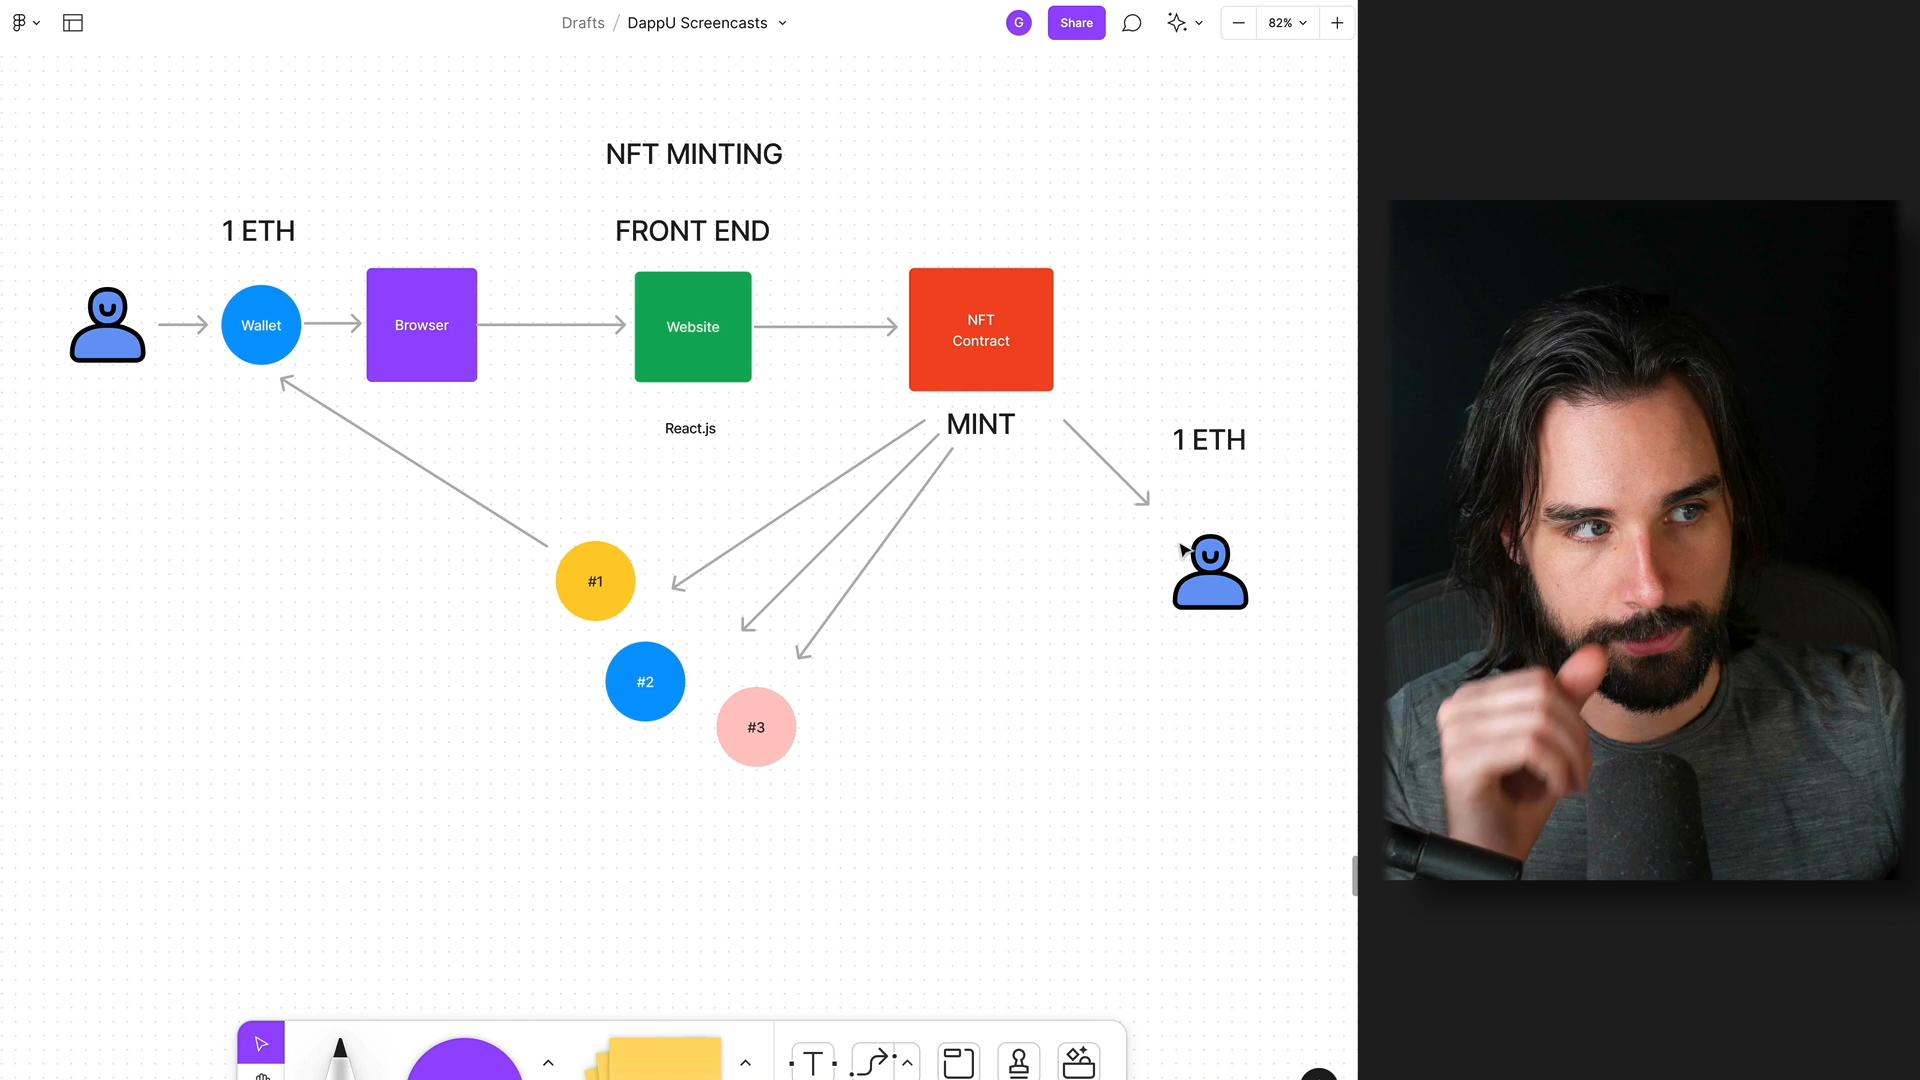 Drafts / DappU Screencasts
G
Share
82%
NFT MINTING
1 ETH
FRONT END
Wallet
Browser
Website
NFT
Contract
React.js
MINT
1 ETH
#1
#2
#3
T